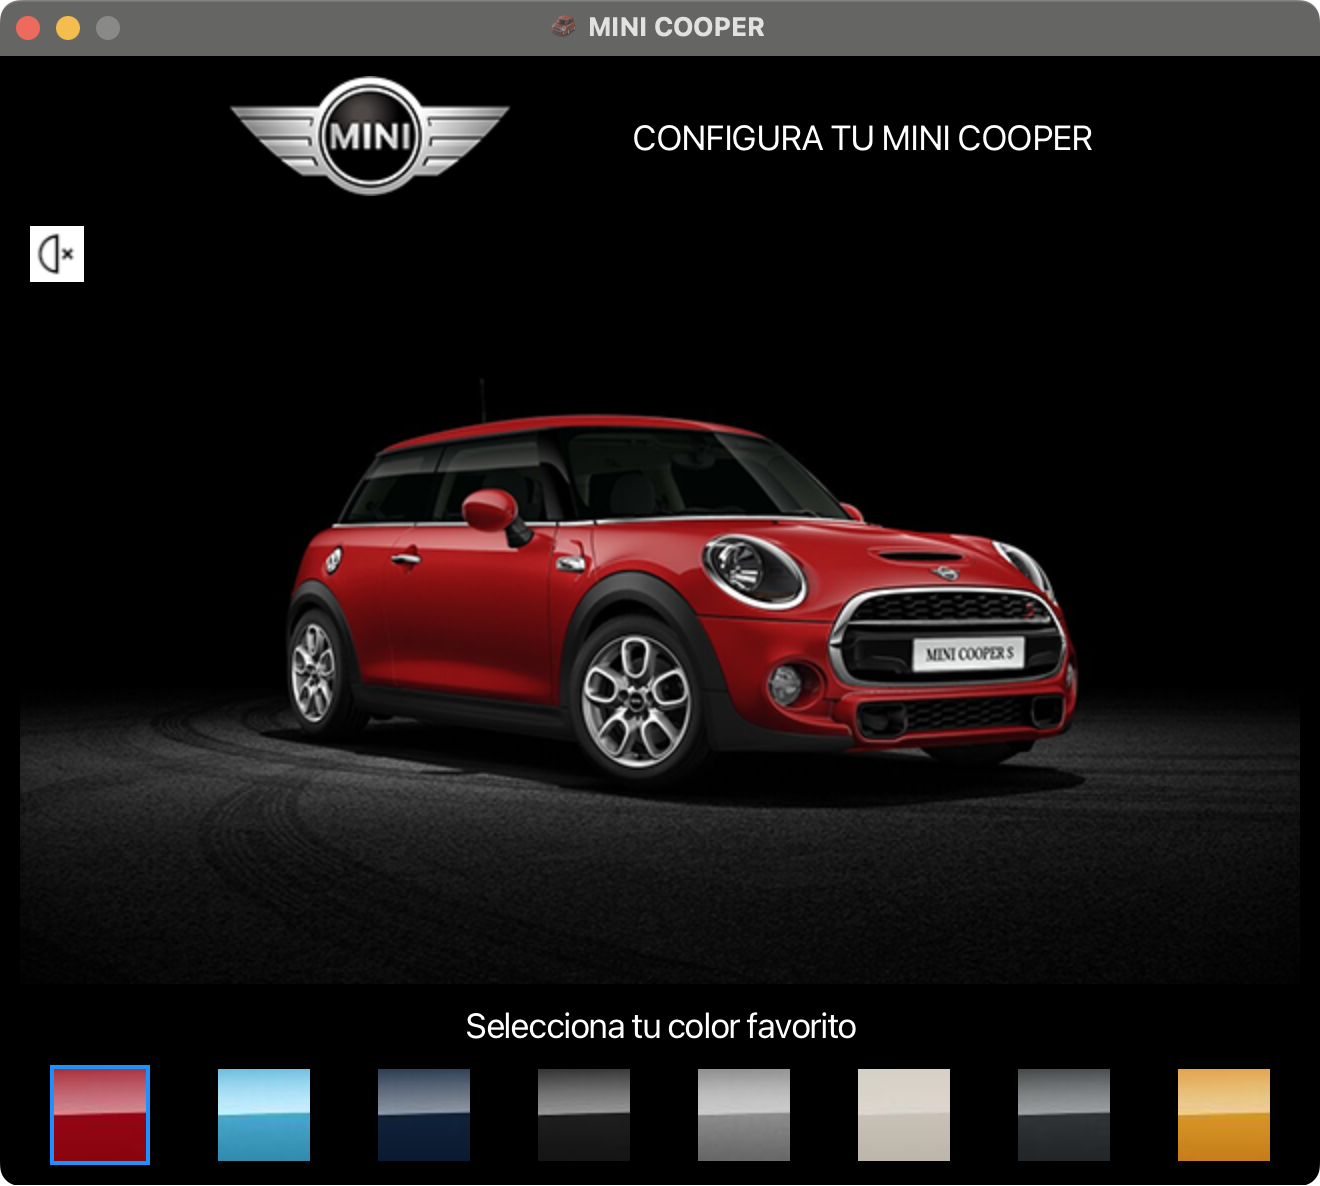 MINI COOPER
MINI
CONFIGURA TU MINI COOPER
MINI COOPER S
Selecciona tu color favorito